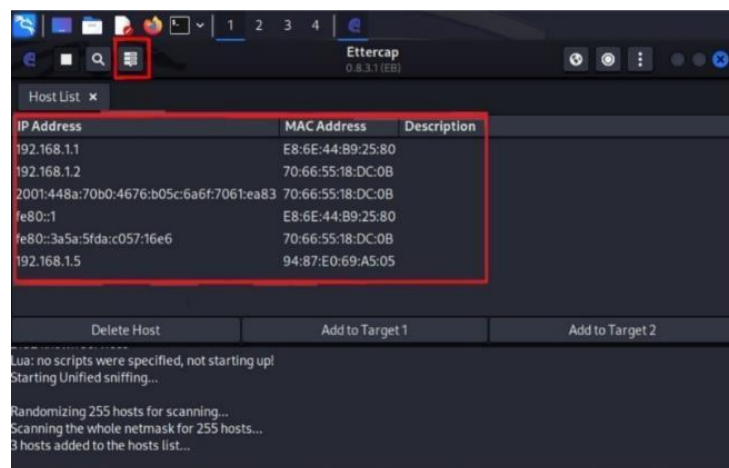 1 2 3 4
Ettercap
0.8.3.1 (EB)
Host List ×
IP Address MAC Address Description
192.168.1.1 E8:6E:44:B9:25:80
192.168.1.2 70:66:55:18:DC:0B
2001:448a:70b0:4676:b05c:6a6f:7061:ea83 70:66:55:18:DC:0B
fe80::1 E8:6E:44:B9:25:80
fe80::3a5a:5fda:c057:16e6 70:66:55:18:DC:0B
192.168.1.5 94:87:E0:69:A5:05
Delete Host Add to Target 1 Add to Target 2
Lua: no scripts were specified, not starting up!
Starting Unified sniffing...
Randomizing 255 hosts for scanning...
Scanning the whole netmask for 255 hosts...
3 hosts added to the hosts list...